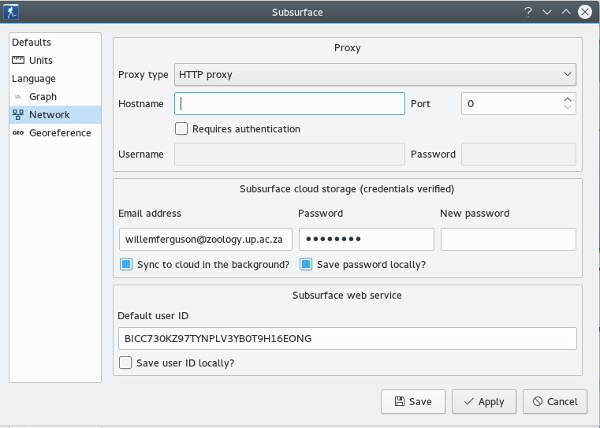 Subsurface
Defaults
Units
Language
Graph
Network
GEO Georeference
Proxy
Proxy type HTTP proxy
Hostname Port 0
Requires authentication
Username Password
Subsurface cloud storage (credentials verified)
Email address Password New password
willemferguson@zoology.up.ac.za ●●●●●●●●
Sync to cloud in the background? Save password locally?
Subsurface web service
Default user ID
BICC730KZ97TYNPLV3YB0T9H16EONG
Save user ID locally?
Save Apply Cancel